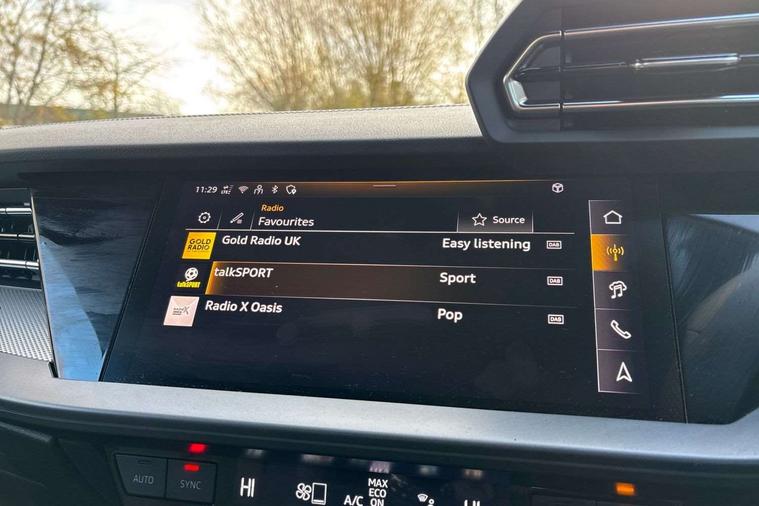 11:29
Radio
Favourites
Source
GOLD RADIO
Gold Radio UK
Easy listening
DAB
talkSPORT
talkSPORT
Sport
DAB
Radio X Oasis
Pop
DAB
AUTO
SYNC
HI
A/C
MAX
ECO
ON